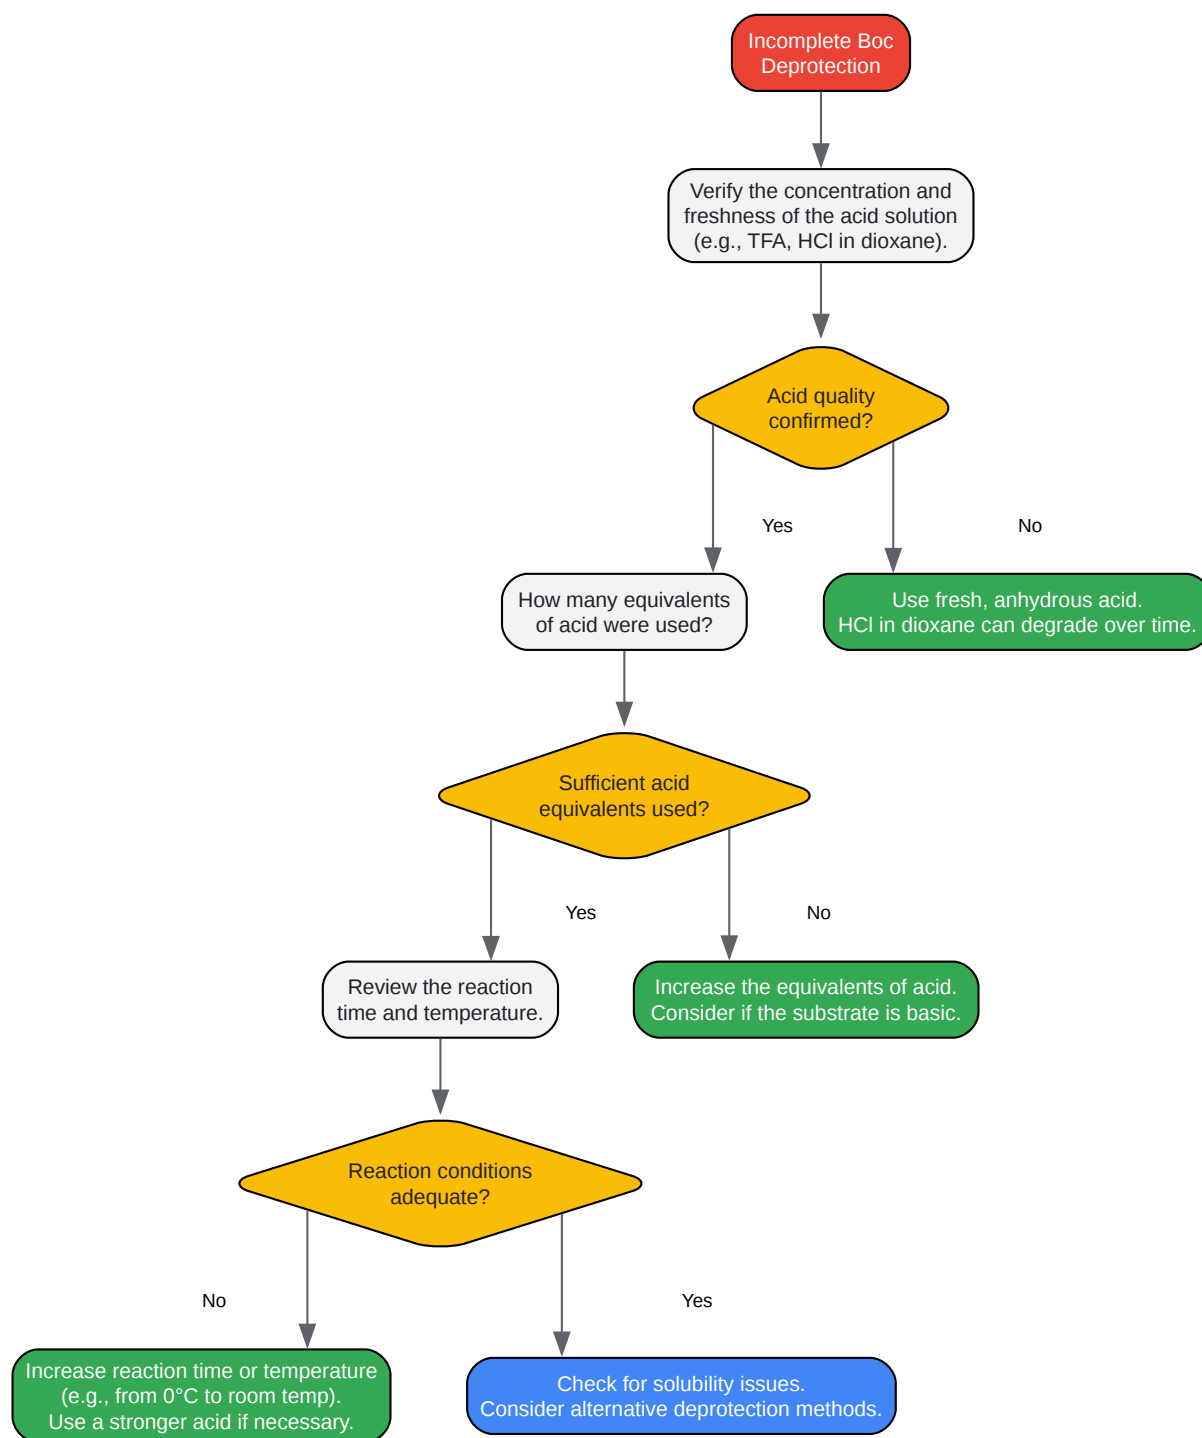 Incomplete Boc
Deprotection
Verify the concentration and
freshness of the acid solution
(e.g., TFA, HCl in dioxane).
Acid quality
confirmed?
Yes
No
How many equivalents
of acid were used?
Use fresh, anhydrous acid.
HCl in dioxane can degrade over time.
Sufficient acid
equivalents used?
Yes
No
Review the reaction
time and temperature.
Increase the equivalents of acid.
Consider if the substrate is basic.
Reaction conditions
adequate?
No
Yes
Increase reaction time or temperature
(e.g., from 0°C to room temp).
Use a stronger acid if necessary.
Check for solubility issues.
Consider alternative deprotection methods.